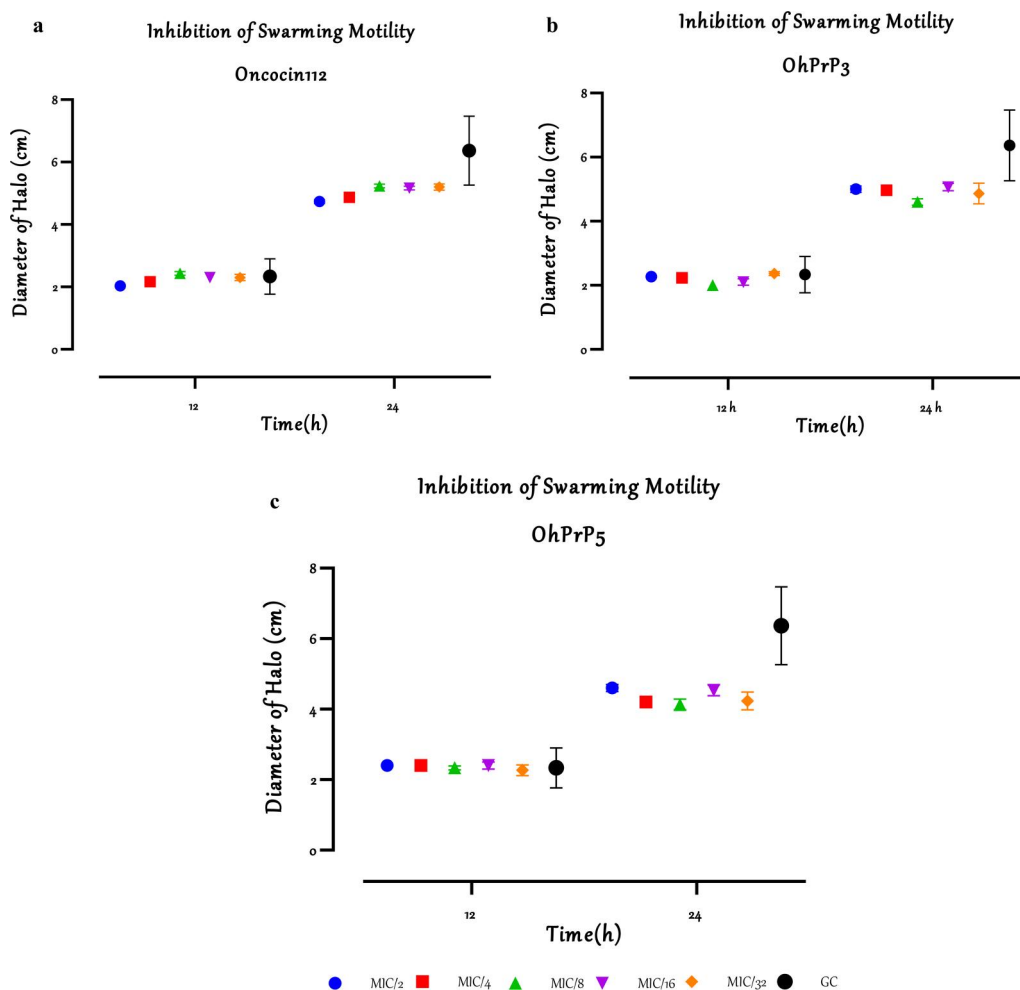 a
Inhibition of Swarming Motility
Oncocin112
Diameter of Halo (cm)
8
6
4
2
0
12
24
Time(h)
b
Inhibition of Swarming Motility
OhPrP3
Diameter of Halo (cm)
8
6
4
2
0
12 h
24 h
Time(h)
c
Inhibition of Swarming Motility
OhPrP5
Diameter of Halo (cm)
8
6
4
2
0
12
24
Time(h)
MIC/2 MIC/4 MIC/8 MIC/16 MIC/32 GC